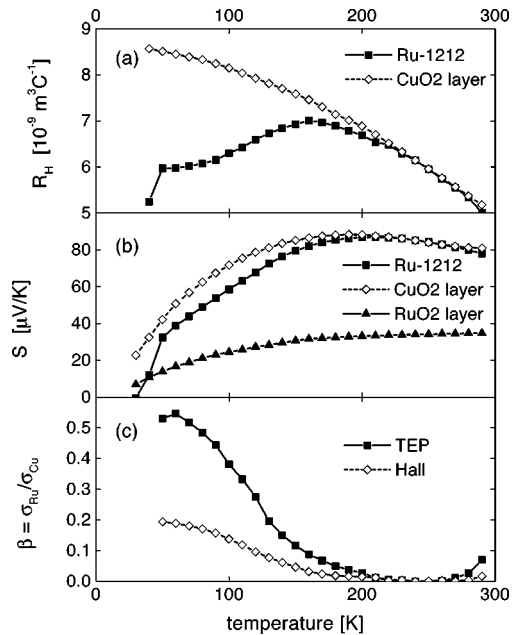 0 100 200 300
9
8
7
6
5
R_H [10⁻⁹ m³C⁻¹]
(a)
Ru-1212
CuO2 layer
80
60
40
20
0
S [μV/K]
(b)
Ru-1212
CuO2 layer
RuO2 layer
0.5
0.4
0.3
0.2
0.1
0.0
β = σ_Ru/σ_Cu
(c)
TEP
Hall
0 100 200 300
temperature [K]